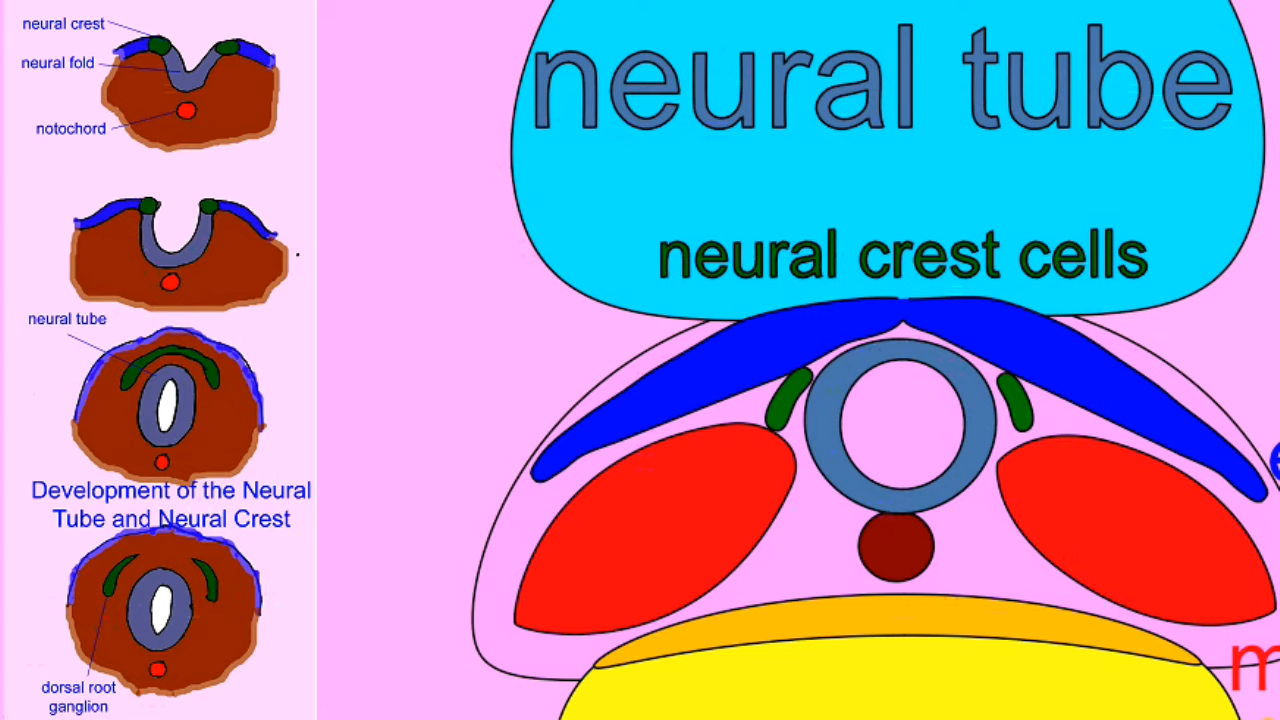 neural crest
neural fold
notochord
neural tube
Development of the Neural
Tube and Neural Crest
dorsal root
ganglion
neural tube
neural crest cells